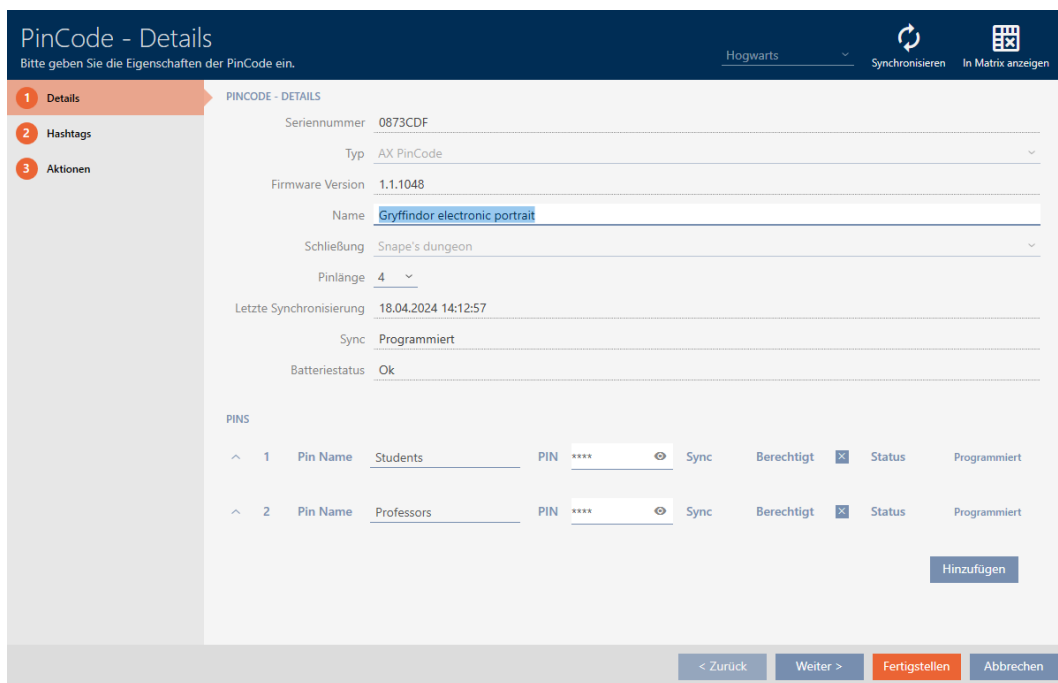 PinCode - Details
Bitte geben Sie die Eigenschaften der PinCode ein.
Hogwarts
Synchronisieren
In Matrix anzeigen
1 Details
2 Hashtags
3 Aktionen
PINCODE - DETAILS
Seriennummer 0873CDF
Typ AX PinCode
Firmware Version 1.1.1048
Name Gryffindor electronic portrait
Schließung Snape's dungeon
Pinlänge 4
Letzte Synchronisierung 18.04.2024 14:12:57
Sync Programmiert
Batteriestatus Ok
PINS
1 Pin Name Students PIN **** Sync Berechtigt Status Programmiert
2 Pin Name Professors PIN **** Sync Berechtigt Status Programmiert
Hinzufügen
< Zurück Weiter > Fertigstellen Abbrechen